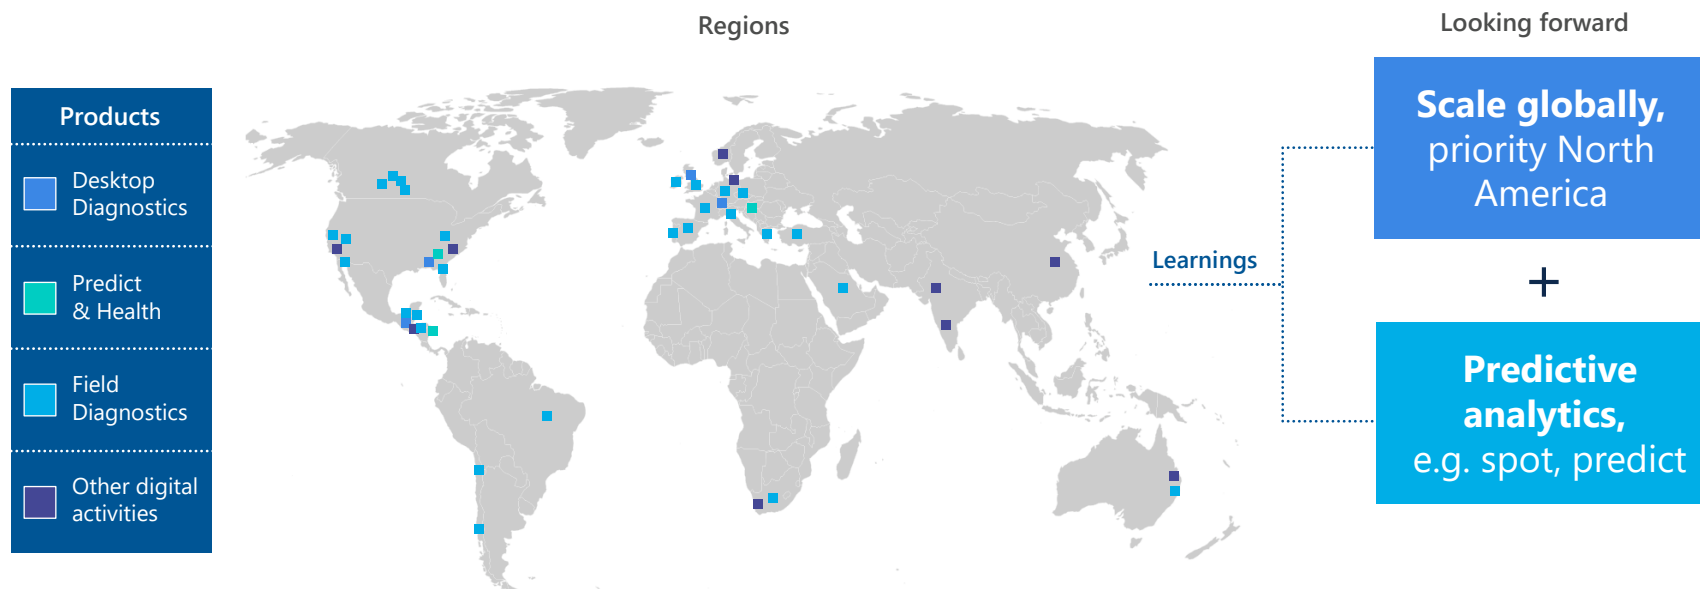 Regions
Looking forward
Products
Desktop
Diagnostics
Predict
& Health
Field
Diagnostics
Other digital
activities
Learnings
Scale globally,
priority North
America
+
Predictive
analytics,
e.g. spot, predict